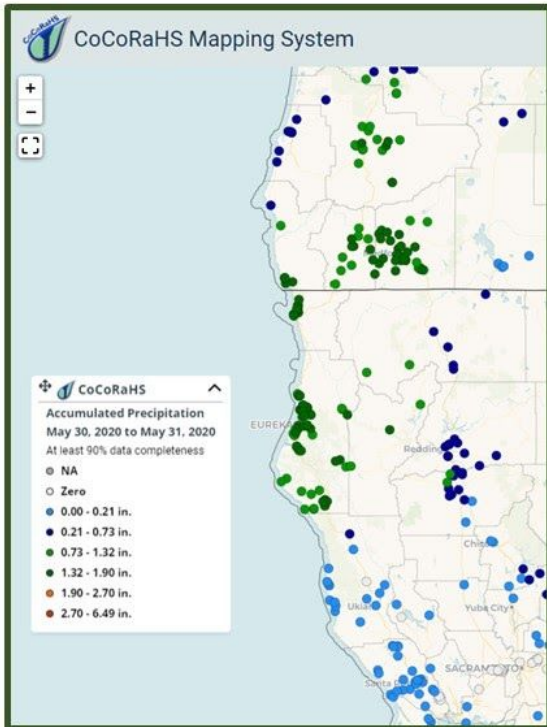 CoCoRaHS
CoCoRaHS Mapping System
+
−
CoCoRaHS
Accumulated Precipitation
May 30, 2020 to May 31, 2020
At least 90% data completeness
NA
Zero
0.00 - 0.21 in.
0.21 - 0.73 in.
0.73 - 1.32 in.
1.32 - 1.90 in.
1.90 - 2.70 in.
2.70 - 6.49 in.
EUREKA
Redding
Chico
Ukiah
Yuba City
SACRAMENTO
Santa